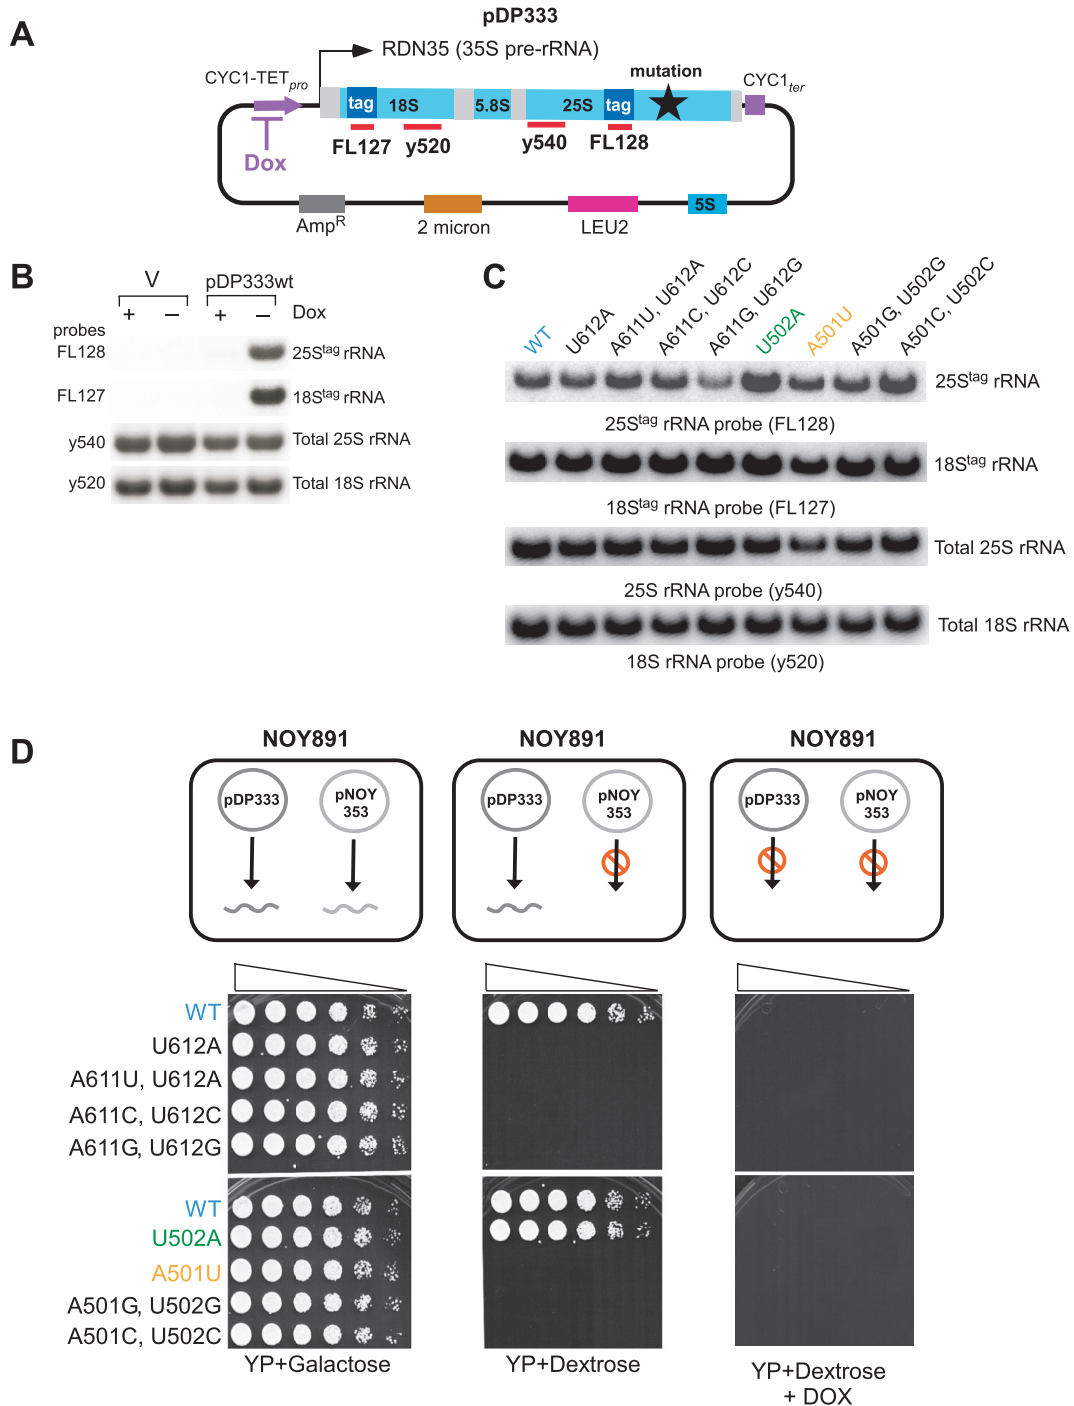 A
pDP333
RDN35 (35S pre-rRNA)
mutation
CYC1-TETpro
CYC1ter
tag 18S 5.8S 25S tag
FL127 y520 y540 FL128
Dox
5S
AmpR 2 micron LEU2
B
V pDP333wt
+ − + − Dox
probes
FL128 25Stag rRNA
FL127 18Stag rRNA
y540 Total 25S rRNA
y520 Total 18S rRNA
C
WT
U612A
A611U, U612A
A611C, U612C
A611G, U612G
U502A
A501U
A501G, U502G
A501C, U502C
25Stag rRNA
25Stag rRNA probe (FL128)
18Stag rRNA
18Stag rRNA probe (FL127)
Total 25S rRNA
25S rRNA probe (y540)
Total 18S rRNA
18S rRNA probe (y520)
D
NOY891 NOY891 NOY891
pDP333 pNOY 353 pDP333 pNOY 353 pDP333 pNOY 353
WT
U612A
A611U, U612A
A611C, U612C
A611G, U612G
WT
U502A
A501U
A501G, U502G
A501C, U502C
YP+Galactose YP+Dextrose YP+Dextrose
+ DOX